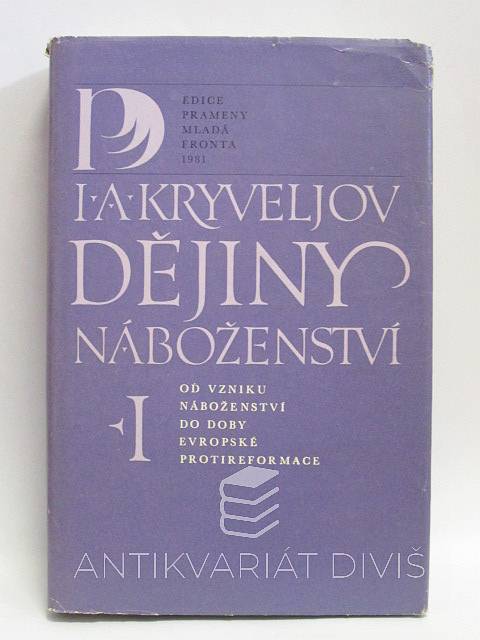 EDICE
PRAMENY
MLADÁ
FRONTA
1981
I·A·KRYVELJOV
DĚJINY
NÁBOŽENSTVÍ
I
OD VZNIKU
NÁBOŽENSTVÍ
DO DOBY
EVROPSKÉ
PROTIREFORMACE
ANTIKVARIÁT DIVIŠ